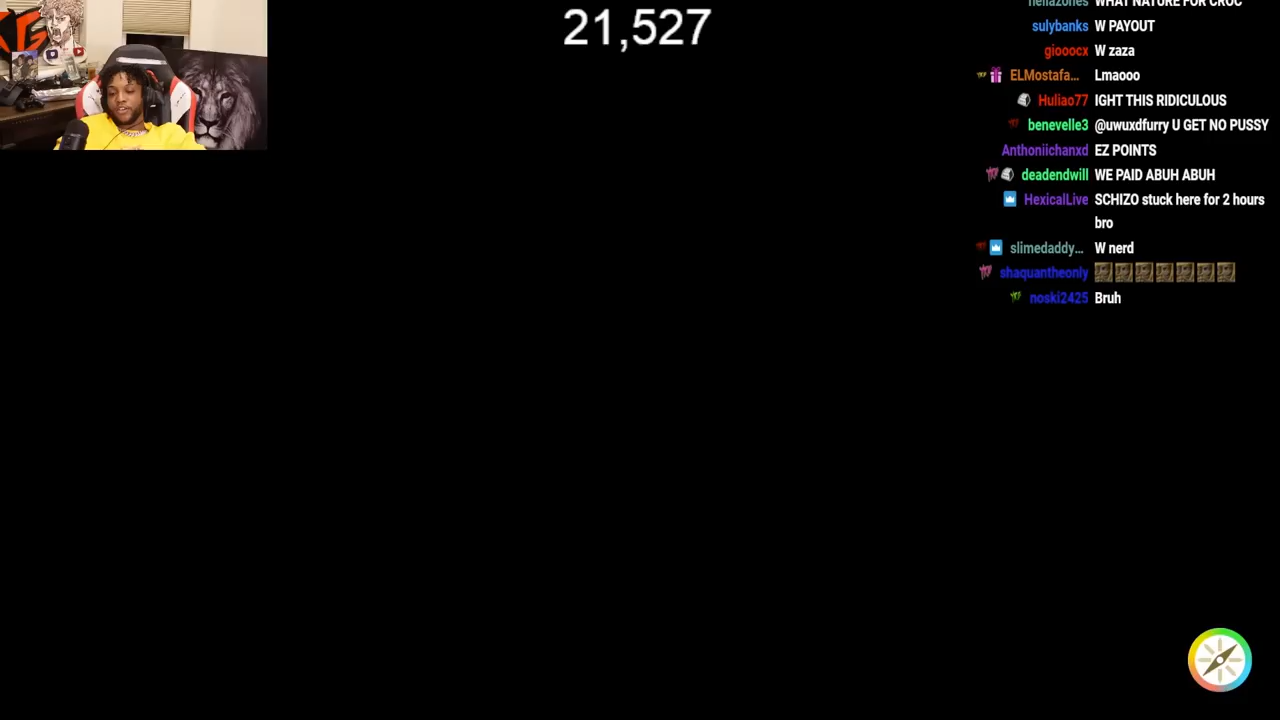 21,527
WHAT NATURE FOR CROC
sulybanks W PAYOUT
giooocx W zaza
ELMostafa... Lmaooo
Huliao77 IGHT THIS RIDICULOUS
benevelle3 @uwuxdfurry U GET NO PUSSY
Anthoniichanxd EZ POINTS
deadendwill WE PAID ABUH ABUH
HexicalLive SCHIZO stuck here for 2 hours
bro
slimedaddy... W nerd
shaquantheonly
noski2425 Bruh